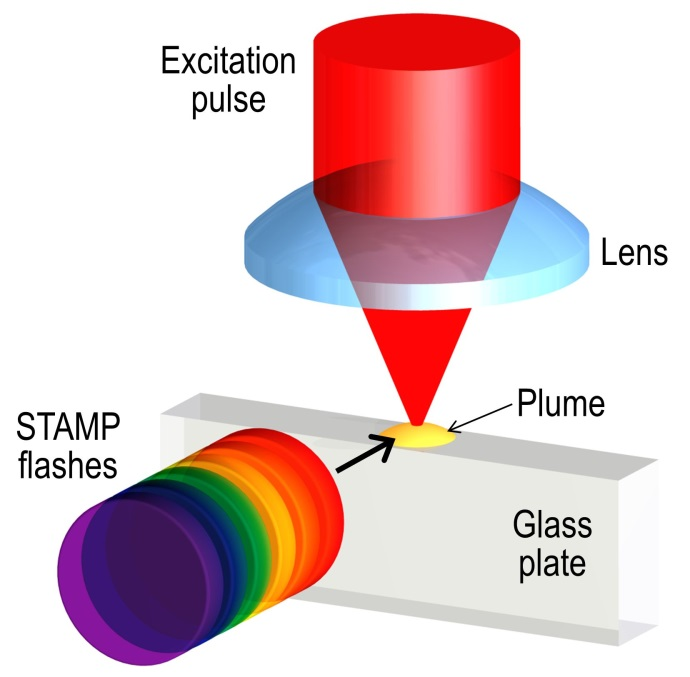 Excitation
pulse
Lens
Plume
STAMP
flashes
Glass
plate